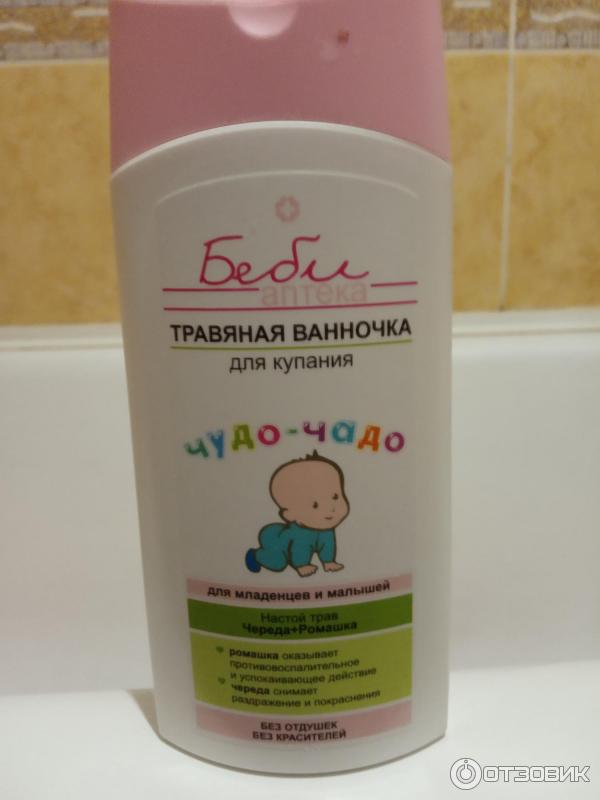 Беби
аптека
ТРАВЯНАЯ ВАННОЧКА
для купания
чудо-чадо
для младенцев и малышей
Настой трав
Череда+Ромашка
ромашка оказывает
противовоспалительное
и успокаивающее действие
череда снимает
раздражение и покраснения
БЕЗ ОТДУШЕК
БЕЗ КРАСИТЕЛЕЙ
ОТЗОВИК